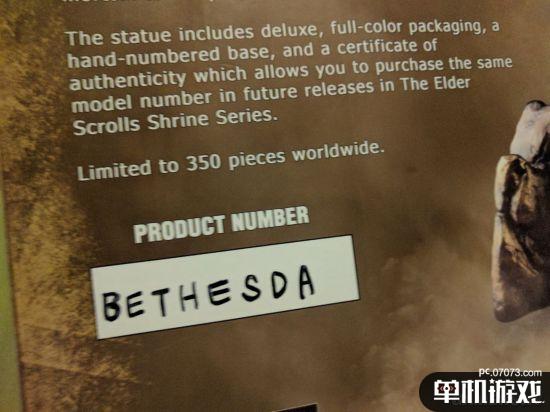 The statue includes deluxe, full-color packaging, a
hand-numbered base, and a certificate of
authenticity which allows you to purchase the same
model number in future releases in The Elder
Scrolls Shrine Series.
Limited to 350 pieces worldwide.
PRODUCT NUMBER
BETHESDA
pc.07073.com
单机游戏